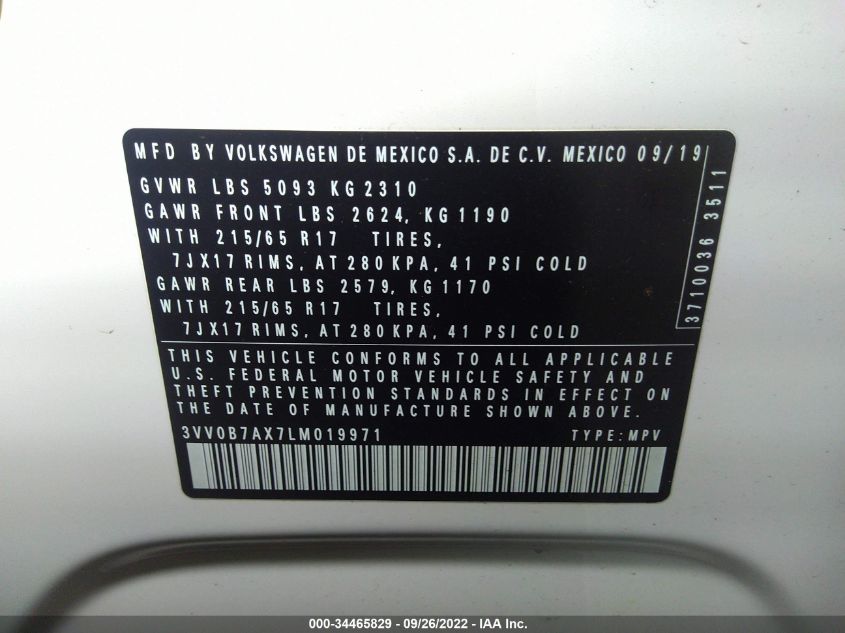 MFD BY VOLKSWAGEN DE MEXICO S.A. DE C.V. MEXICO 09/19
GVWR LBS 5093 KG 2310
GAWR FRONT LBS 2624, KG 1190
WITH 215/65 R17 TIRES,
7JX17 RIMS, AT 280 KPA, 41 PSI COLD
GAWR REAR LBS 2579, KG 1170
WITH 215/65 R17 TIRES,
7JX17 RIMS, AT 280 KPA, 41 PSI COLD
3710036 3511
THIS VEHICLE CONFORMS TO ALL APPLICABLE
U.S. FEDERAL MOTOR VEHICLE SAFETY AND
THEFT PREVENTION STANDARDS IN EFFECT ON
THE DATE OF MANUFACTURE SHOWN ABOVE.
3VV0B7AX7LM019971 TYPE: MPV
000-34465829 - 09/26/2022 - IAA Inc.